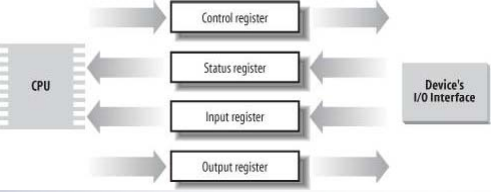 Control register
Status register
CPU
Device's
I/O Interface
Input register
Output register